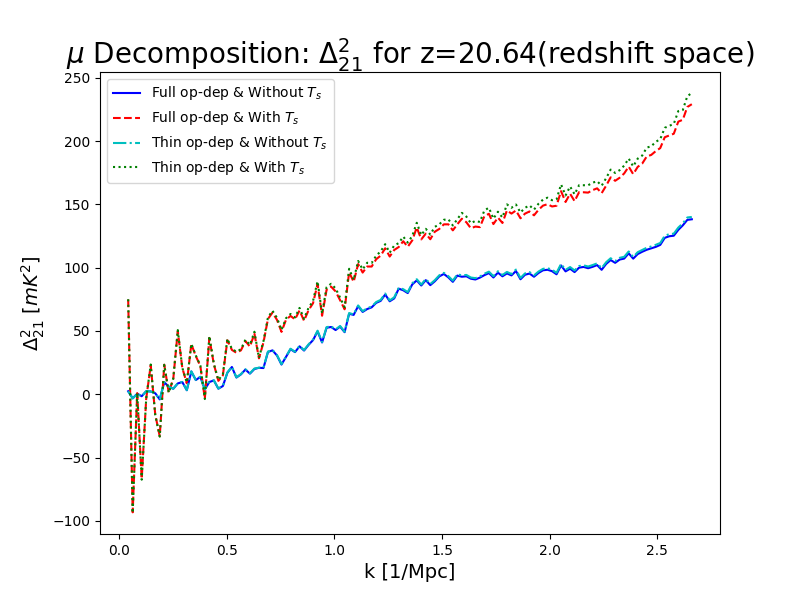 μ Decomposition: Δ²₂₁ for z=20.64(redshift space)
Full op-dep & Without Tₛ
Full op-dep & With Tₛ
Thin op-dep & Without Tₛ
Thin op-dep & With Tₛ
Δ²₂₁ [mK²]
250
200
150
100
50
0
−50
−100
0.0 0.5 1.0 1.5 2.0 2.5
k [1/Mpc]